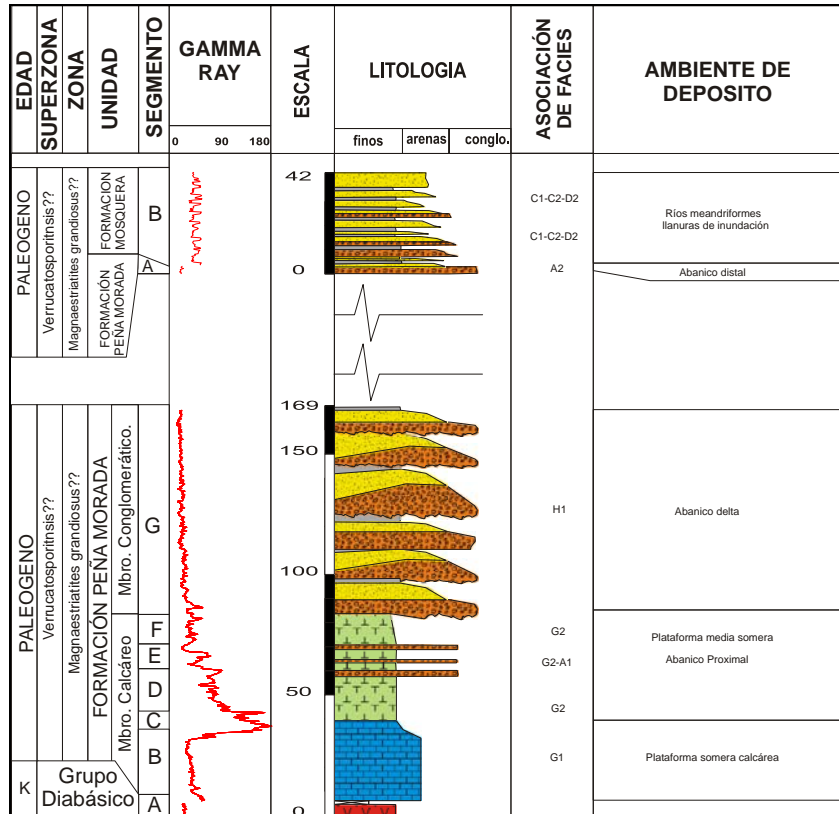 EDAD
SUPERZONA
ZONA
UNIDAD
SEGMENTO
GAMMA
RAY
0 90 180
ESCALA
LITOLOGIA
finos arenas conglo.
ASOCIACIÓN
DE FACIES
AMBIENTE DE
DEPOSITO
PALEOGENO
Verrucatosporitnsis??
Magnaestriatites grandiosus??
FORMACION
MOSQUERA
FORMACIÓN
PEÑA MORADA
B
A
42
0
C1-C2-D2
C1-C2-D2
A2
Ríos meandriformes
llanuras de inundación
Abanico distal
PALEOGENO
Verrucatosporitnsis??
Magnaestriatites grandiosus??
FORMACIÓN PEÑA MORADA
Mbro. Conglomerático.
Mbro. Calcáreo
G
F
E
D
C
B
A
K
Grupo
Diabásico
169
150
100
50
0
H1
G2
G2-A1
G2
G1
Abanico delta
Plataforma media somera
Abanico Proximal
Plataforma somera calcárea